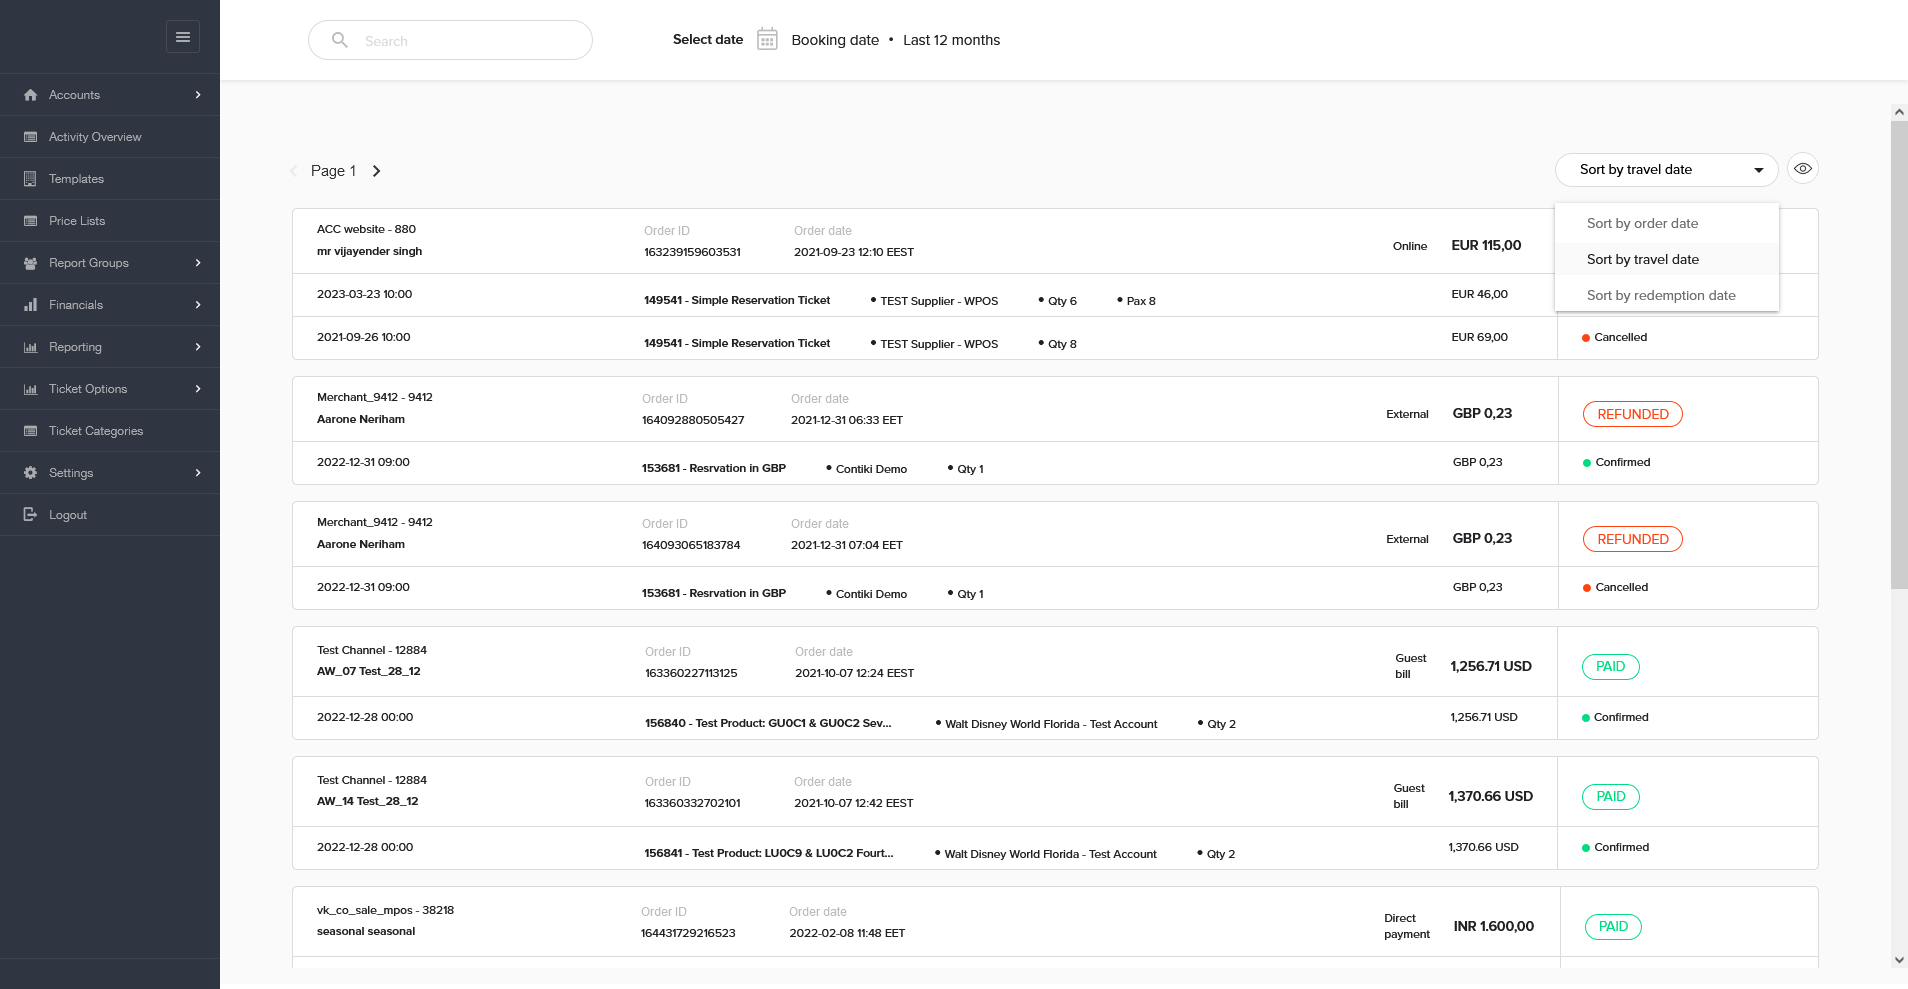 Search
Select date
Booking date • Last 12 months
Accounts
Activity Overview
Templates
Price Lists
Report Groups
Financials
Reporting
Ticket Options
Ticket Categories
Settings
Logout
Page 1
Sort by travel date
Sort by order date
Sort by travel date
Sort by redemption date
ACC website - 880
mr vijayender singh
Order ID
163239159603531
Order date
2021-09-23 12:10 EEST
Online
EUR 115,00
2023-03-23 10:00
149541 - Simple Reservation Ticket • TEST Supplier - WPOS • Qty 6 • Pax 8
EUR 46,00
2021-09-26 10:00
149541 - Simple Reservation Ticket • TEST Supplier - WPOS • Qty 8
EUR 69,00
Cancelled
Merchant_9412 - 9412
Aarone Neriham
Order ID
164092880505427
Order date
2021-12-31 06:33 EET
External
GBP 0,23
REFUNDED
2022-12-31 09:00
153681 - Resrvation in GBP • Contiki Demo • Qty 1
GBP 0,23
Confirmed
Merchant_9412 - 9412
Aarone Neriham
Order ID
164093065183784
Order date
2021-12-31 07:04 EET
External
GBP 0,23
REFUNDED
2022-12-31 09:00
153681 - Resrvation in GBP • Contiki Demo • Qty 1
GBP 0,23
Cancelled
Test Channel - 12884
AW_07 Test_28_12
Order ID
163360227113125
Order date
2021-10-07 12:24 EEST
Guest
bill
1,256.71 USD
PAID
2022-12-28 00:00
156840 - Test Product: GU0C1 & GU0C2 Sev... • Walt Disney World Florida - Test Account • Qty 2
1,256.71 USD
Confirmed
Test Channel - 12884
AW_14 Test_28_12
Order ID
163360332702101
Order date
2021-10-07 12:42 EEST
Guest
bill
1,370.66 USD
PAID
2022-12-28 00:00
156841 - Test Product: LU0C9 & LU0C2 Fourt... • Walt Disney World Florida - Test Account • Qty 2
1,370.66 USD
Confirmed
vk_co_sale_mpos - 38218
seasonal seasonal
Order ID
164431729216523
Order date
2022-02-08 11:48 EET
Direct
payment
INR 1.600,00
PAID